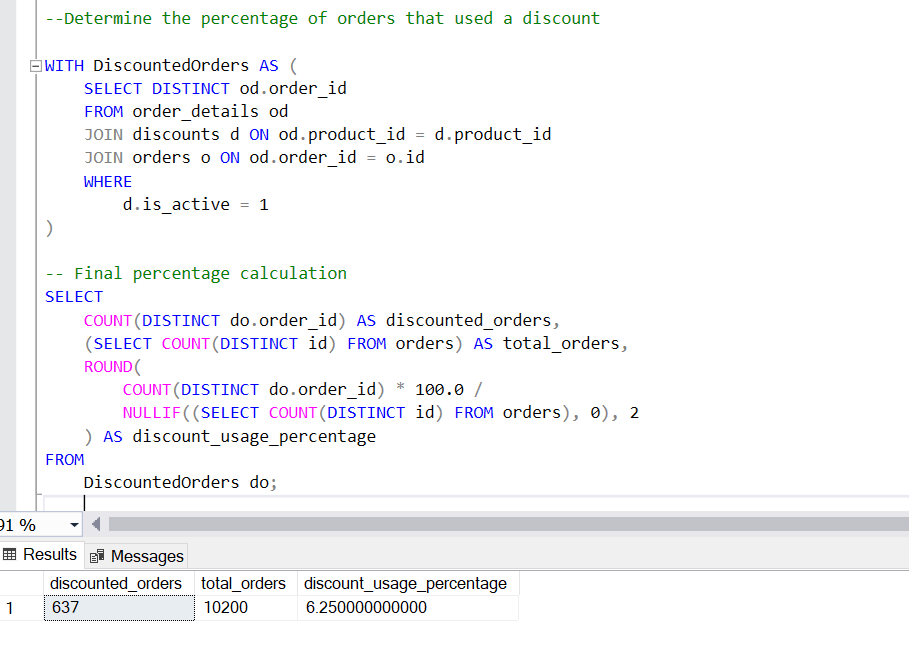 --Determine the percentage of orders that used a discount
WITH DiscountedOrders AS (
SELECT DISTINCT od.order_id
FROM order_details od
JOIN discounts d ON od.product_id = d.product_id
JOIN orders o ON od.order_id = o.id
WHERE
d.is_active = 1
)
-- Final percentage calculation
SELECT
COUNT(DISTINCT do.order_id) AS discounted_orders,
(SELECT COUNT(DISTINCT id) FROM orders) AS total_orders,
ROUND(
COUNT(DISTINCT do.order_id) * 100.0 /
NULLIF((SELECT COUNT(DISTINCT id) FROM orders), 0), 2
) AS discount_usage_percentage
FROM
DiscountedOrders do;
91 %
Results Messages
discounted_orders total_orders discount_usage_percentage
1 637 10200 6.250000000000